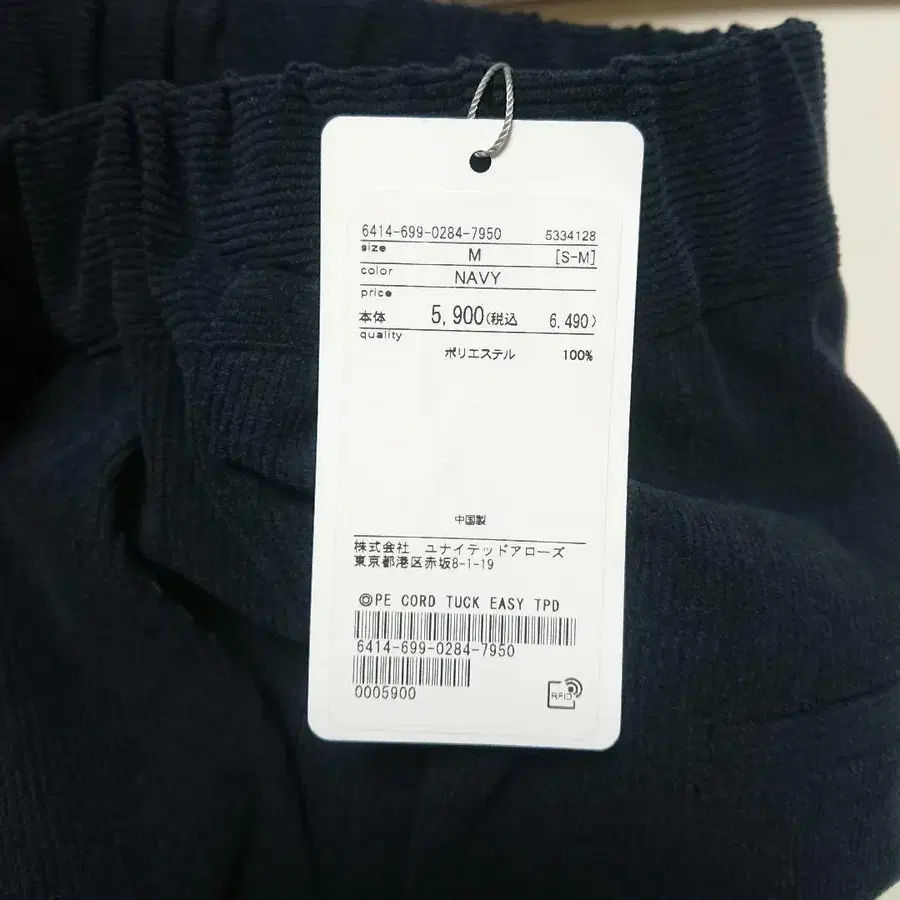 6414-699-0284-7950 5334128
size M [S-M]
color NAVY
price
本体 5,900(税込 6,490)
quality
ポリエステル 100%
中国製
株式会社 ユナイテッドアローズ
東京都港区赤坂8-1-19
◎PE CORD TUCK EASY TPD
6414-699-0284-7950
0005900
RFID